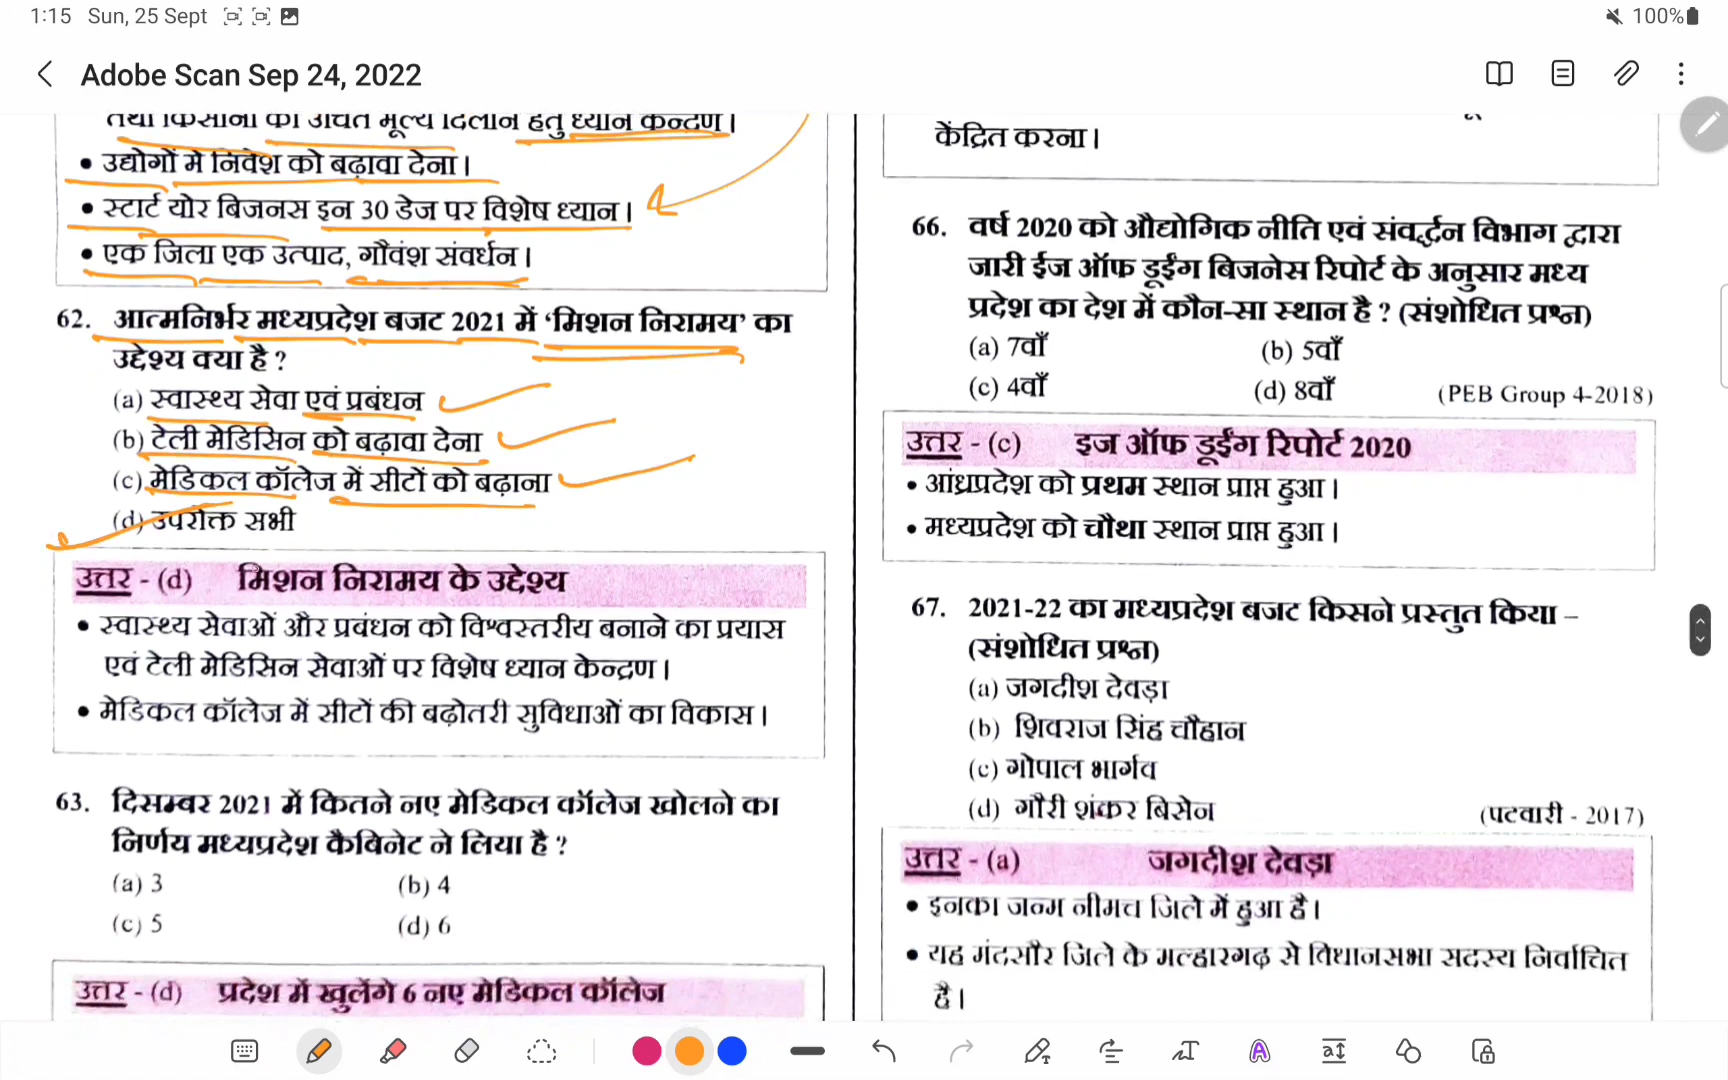 1:15 Sun, 25 Sept
100%
Adobe Scan Sep 24, 2022
तथा किसानों को उचित मूल्य दिलाने हेतु ध्यान केन्द्रण।
• उद्योगों मे निवेश को बढ़ावा देना।
• स्टार्ट योर बिजनस इन 30 डेज पर विशेष ध्यान।
• एक जिला एक उत्पाद, गौवंश संवर्धन।
62. आत्मनिर्भर मध्यप्रदेश बजट 2021 में ‘मिशन निरामय’ का
उद्देश्य क्या है ?
(a) स्वास्थ्य सेवा एवं प्रबंधन
(b) टेली मेडिसिन को बढ़ावा देना
(c) मेडिकल कॉलेज में सीटों को बढ़ाना
(d) उपरोक्त सभी
उत्तर - (d) मिशन निरामय के उद्देश्य
• स्वास्थ्य सेवाओं और प्रबंधन को विश्वस्तरीय बनाने का प्रयास
एवं टेली मेडिसिन सेवाओं पर विशेष ध्यान केन्द्रण।
• मेडिकल कॉलेज में सीटों की बढ़ोतरी सुविधाओं का विकास।
63. दिसम्बर 2021 में कितने नए मेडिकल कॉलेज खोलने का
निर्णय मध्यप्रदेश कैबिनेट ने लिया है ?
(a) 3 (b) 4
(c) 5 (d) 6
उत्तर - (d) प्रदेश में खुलेंगे 6 नए मेडिकल कॉलेज
केंद्रित करना।
66. वर्ष 2020 को औद्योगिक नीति एवं संवर्द्धन विभाग द्वारा
जारी ईज ऑफ डूईंग बिजनेस रिपोर्ट के अनुसार मध्य
प्रदेश का देश में कौन-सा स्थान है ? (संशोधित प्रश्न)
(a) 7वाँ (b) 5वाँ
(c) 4वाँ (d) 8वाँ (PEB Group 4-2018)
उत्तर - (c) इज ऑफ डूईंग रिपोर्ट 2020
• आंध्रप्रदेश को प्रथम स्थान प्राप्त हुआ।
• मध्यप्रदेश को चौथा स्थान प्राप्त हुआ।
67. 2021-22 का मध्यप्रदेश बजट किसने प्रस्तुत किया –
(संशोधित प्रश्न)
(a) जगदीश देवड़ा
(b) शिवराज सिंह चौहान
(c) गोपाल भार्गव
(d) गौरी शंकर बिसेन (पटवारी - 2017)
उत्तर - (a) जगदीश देवड़ा
• इनका जन्म नीमच जिले में हुआ है।
• यह मंदसौर जिले के मल्हारगढ़ से विधानसभा सदस्य निर्वाचित
है।